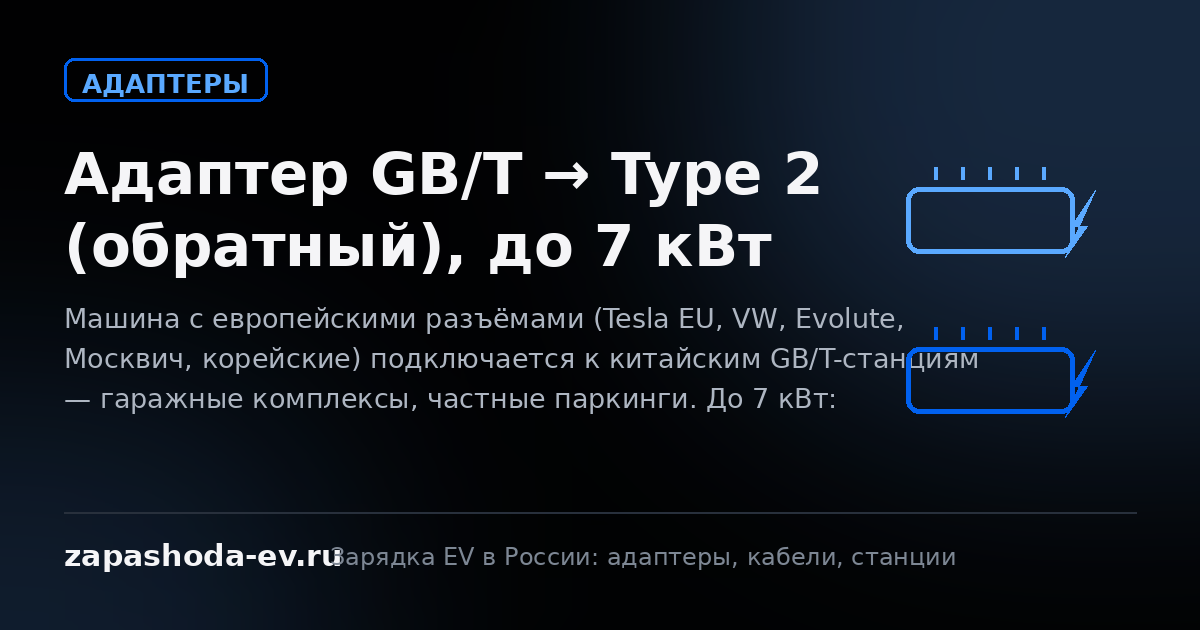 АДАПТЕРЫ
Адаптер GB/T → Type 2
(обратный), до 7 кВт
Машина с европейскими разъёмами (Tesla EU, VW, Evolute,
Москвич, корейские) подключается к китайским GB/T-станциям
— гаражные комплексы, частные паркинги. До 7 кВт:
zapashoda-ev.ru Зарядка EV в России: адаптеры, кабели, станции